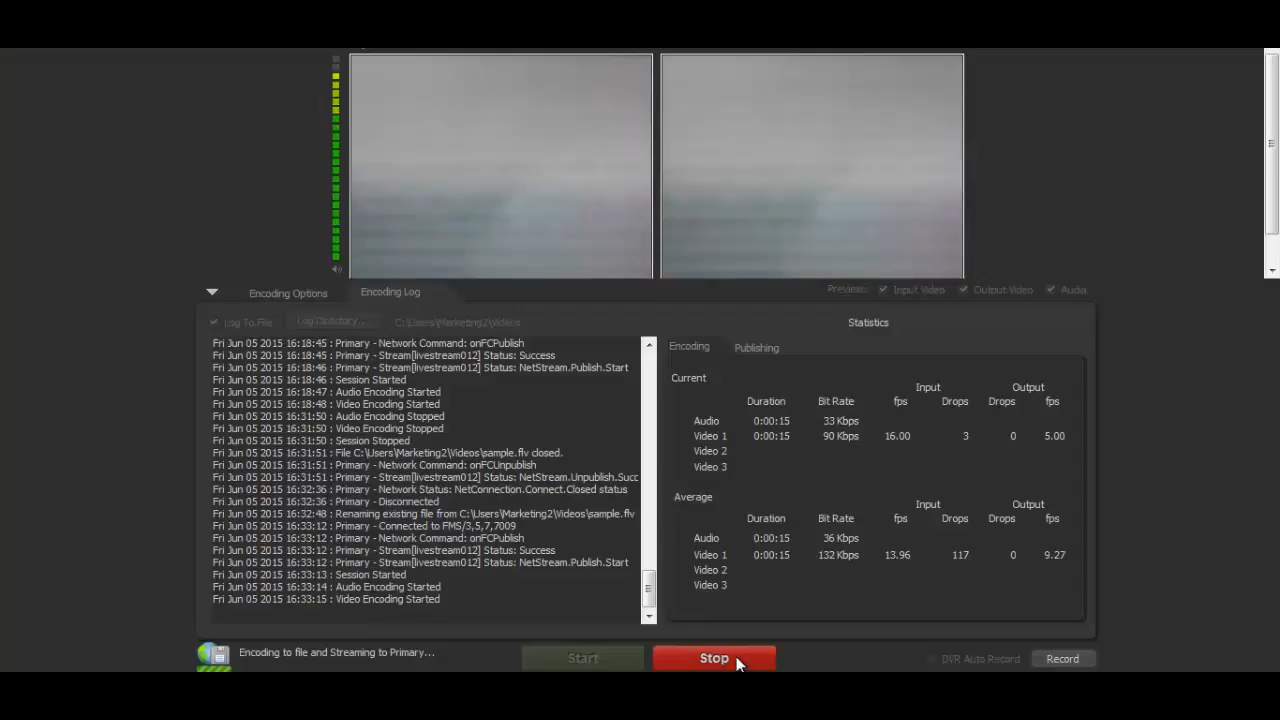 Encoding Options
Encoding Log
Preview:
Input Video
Output Video
Audio
Log To File
Log Directory...
C:\Users\Marketing2\Videos
Fri Jun 05 2015 16:18:45 : Primary - Network Command: onFCPublish
Fri Jun 05 2015 16:18:46 : Primary - Stream[livestream012] Status: Success
Fri Jun 05 2015 16:18:46 : Primary - Stream[livestream012] Status: NetStream.Publish.Start
Fri Jun 05 2015 16:18:46 : Session Started
Fri Jun 05 2015 16:18:47 : Audio Encoding Started
Fri Jun 05 2015 16:18:48 : Video Encoding Started
Fri Jun 05 2015 16:31:50 : Audio Encoding Stopped
Fri Jun 05 2015 16:31:50 : Video Encoding Stopped
Fri Jun 05 2015 16:31:50 : Session Stopped
Fri Jun 05 2015 16:31:51 : File C:\Users\Marketing2\Videos\sample.flv closed.
Fri Jun 05 2015 16:31:51 : Primary - Network Command: onFCUnpublish
Fri Jun 05 2015 16:31:51 : Primary - Stream[livestream012] Status: NetStream.Unpublish.Succ
Fri Jun 05 2015 16:32:36 : Primary - Network Status: NetConnection.Connect.Closed status
Fri Jun 05 2015 16:32:36 : Primary - Disconnected
Fri Jun 05 2015 16:32:48 : Renaming existing file from C:\Users\Marketing2\Videos\sample.flv
Fri Jun 05 2015 16:33:12 : Primary - Connected to FMS/3,5,7,7009
Fri Jun 05 2015 16:33:12 : Primary - Network Command: onFCPublish
Fri Jun 05 2015 16:33:12 : Primary - Stream[livestream012] Status: Success
Fri Jun 05 2015 16:33:12 : Primary - Stream[livestream012] Status: NetStream.Publish.Start
Fri Jun 05 2015 16:33:13 : Session Started
Fri Jun 05 2015 16:33:14 : Audio Encoding Started
Fri Jun 05 2015 16:33:15 : Video Encoding Started
Statistics
Encoding
Publishing
Current
Input Output
Duration Bit Rate fps Drops Drops fps
Audio 0:00:15 33 Kbps
Video 1 0:00:15 90 Kbps 16.00 3 0 5.00
Video 2
Video 3
Average
Input Output
Duration Bit Rate fps Drops Drops fps
Audio 0:00:15 36 Kbps
Video 1 0:00:15 132 Kbps 13.96 117 0 9.27
Video 2
Video 3
Encoding to file and Streaming to Primary...
Start
Stop
DVR Auto Record
Record